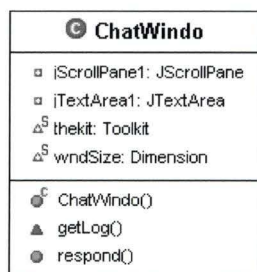 C ChatWindo
jScrollPane1: JScrollPane
jTextArea1: JTextArea
S thekit: Toolkit
S wndSize: Dimension
C ChatWindo()
getLog()
respond()